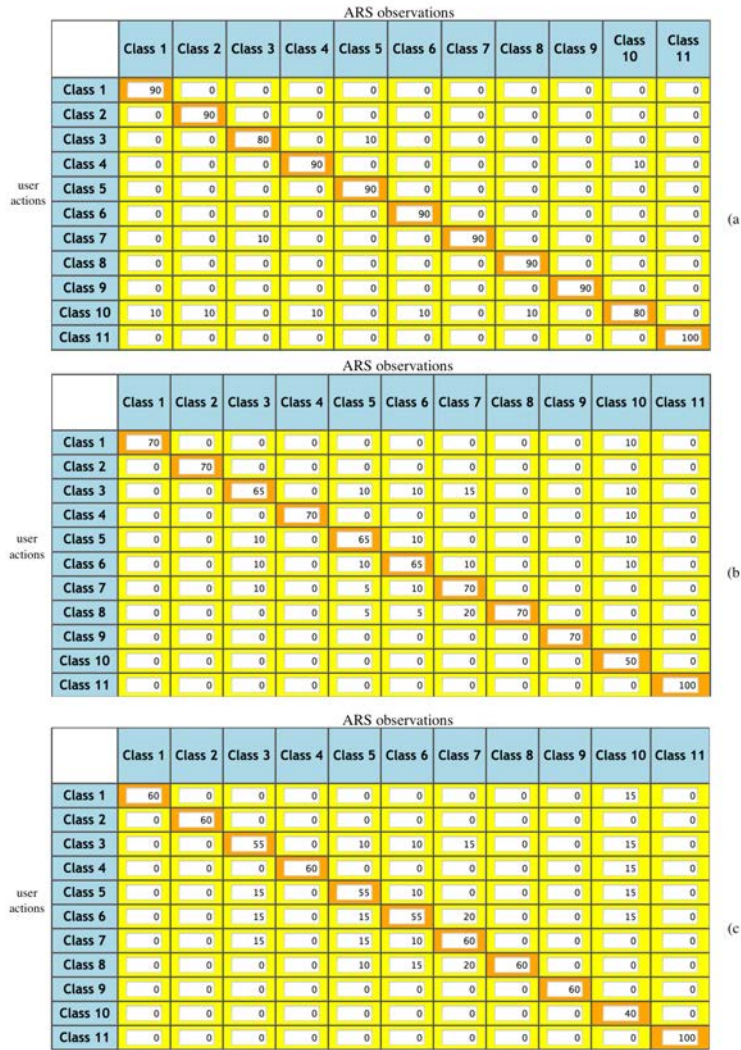 ARS observations
Class 1 Class 2 Class 3 Class 4 Class 5 Class 6 Class 7 Class 8 Class 9 Class 10 Class 11
Class 1 90 0 0 0 0 0 0 0 0 0 0
Class 2 0 90 0 0 0 0 0 0 0 0 0
Class 3 0 0 80 0 10 0 0 0 0 0 0
Class 4 0 0 0 90 0 0 0 0 0 10 0
user actions
Class 5 0 0 0 0 90 0 0 0 0 0 0
Class 6 0 0 0 0 0 90 0 0 0 0 0
Class 7 0 0 10 0 0 0 90 0 0 0 0
(a
Class 8 0 0 0 0 0 0 0 90 0 0 0
Class 9 0 0 0 0 0 0 0 0 90 0 0
Class 10 10 10 0 10 0 10 0 10 0 80 0
Class 11 0 0 0 0 0 0 0 0 0 0 100
ARS observations
Class 1 Class 2 Class 3 Class 4 Class 5 Class 6 Class 7 Class 8 Class 9 Class 10 Class 11
Class 1 70 0 0 0 0 0 0 0 0 10 0
Class 2 0 70 0 0 0 0 0 0 0 0 0
Class 3 0 0 65 0 10 10 15 0 0 10 0
Class 4 0 0 0 70 0 0 0 0 0 10 0
user actions
Class 5 0 0 10 0 65 10 0 0 0 10 0
Class 6 0 0 10 0 10 65 10 0 0 10 0
(b
Class 7 0 0 10 0 5 10 70 0 0 0 0
Class 8 0 0 0 0 5 5 20 70 0 0 0
Class 9 0 0 0 0 0 0 0 0 70 0 0
Class 10 0 0 0 0 0 0 0 0 0 50 0
Class 11 0 0 0 0 0 0 0 0 0 0 100
ARS observations
Class 1 Class 2 Class 3 Class 4 Class 5 Class 6 Class 7 Class 8 Class 9 Class 10 Class 11
Class 1 60 0 0 0 0 0 0 0 0 15 0
Class 2 0 60 0 0 0 0 0 0 0 0 0
Class 3 0 0 55 0 10 10 15 0 0 15 0
Class 4 0 0 0 60 0 0 0 0 0 15 0
user actions
Class 5 0 0 15 0 55 10 0 0 0 15 0
Class 6 0 0 15 0 15 55 20 0 0 15 0
Class 7 0 0 15 0 15 10 60 0 0 0 0
(c
Class 8 0 0 0 0 10 15 20 60 0 0 0
Class 9 0 0 0 0 0 0 0 0 60 0 0
Class 10 0 0 0 0 0 0 0 0 0 40 0
Class 11 0 0 0 0 0 0 0 0 0 0 100